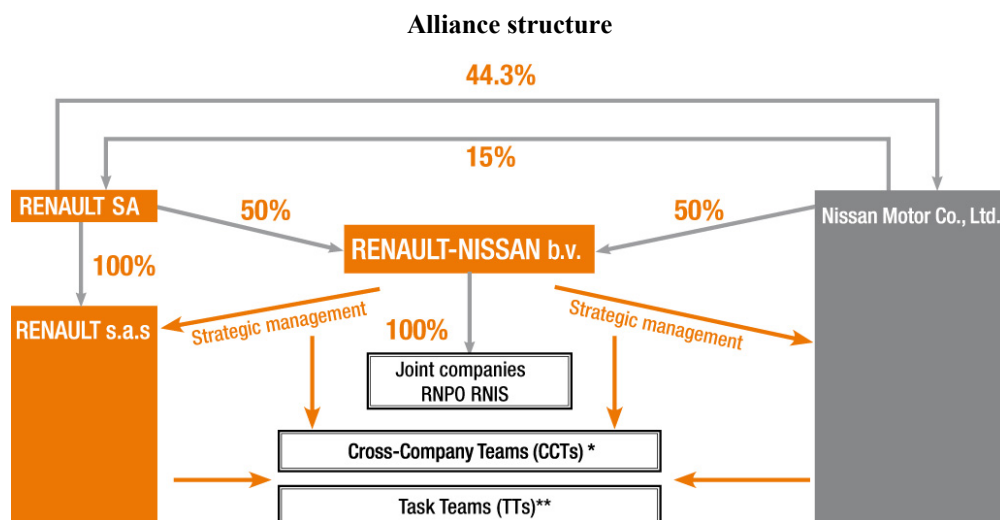 Alliance structure
44.3%
15%
RENAULT SA
50%
50%
Nissan Motor Co., Ltd.
RENAULT-NISSAN b.v.
100%
RENAULT s.a.s
Strategic management
100%
Strategic management
Joint companies
RNPO RNIS
Cross-Company Teams (CCTs) *
Task Teams (TTs)**